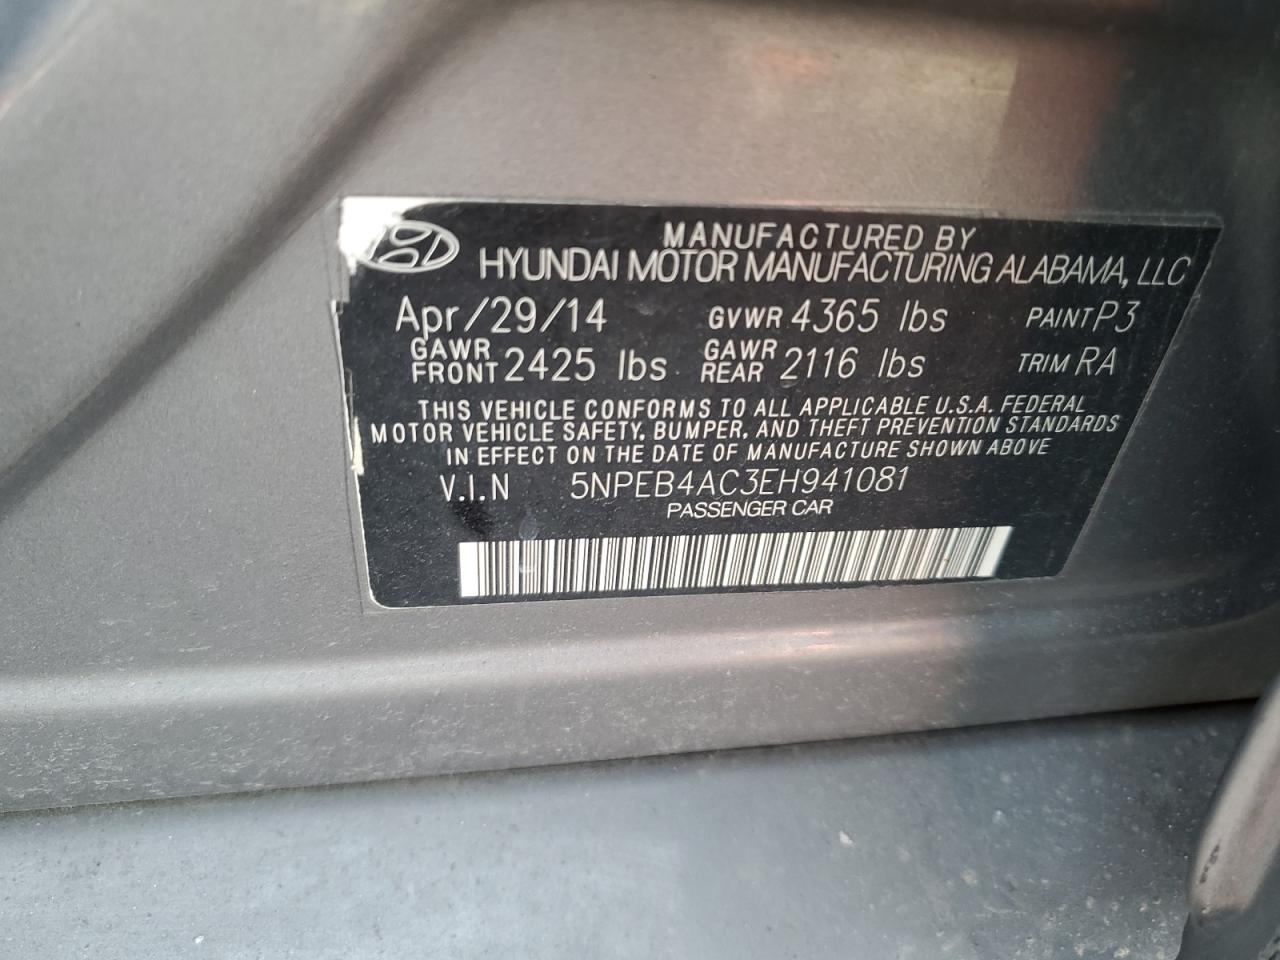 MANUFACTURED BY
HYUNDAI MOTOR MANUFACTURING ALABAMA, LLC
Apr/29/14 GVWR 4365 lbs PAINT P3
GAWR FRONT 2425 lbs GAWR REAR 2116 lbs TRIM RA
THIS VEHICLE CONFORMS TO ALL APPLICABLE U.S.A. FEDERAL
MOTOR VEHICLE SAFETY, BUMPER, AND THEFT PREVENTION STANDARDS
IN EFFECT ON THE DATE OF MANUFACTURE SHOWN ABOVE
V.I.N 5NPEB4AC3EH941081
PASSENGER CAR